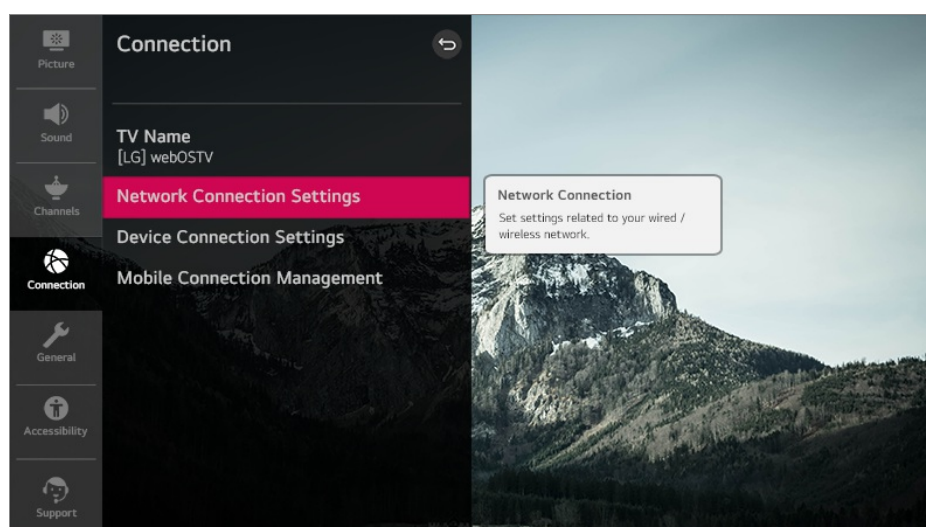 Picture
Sound
Channels
Connection
General
Accessibility
Support
Connection
TV Name
[LG] webOSTV
Network Connection Settings
Device Connection Settings
Mobile Connection Management
Network Connection
Set settings related to your wired /
wireless network.